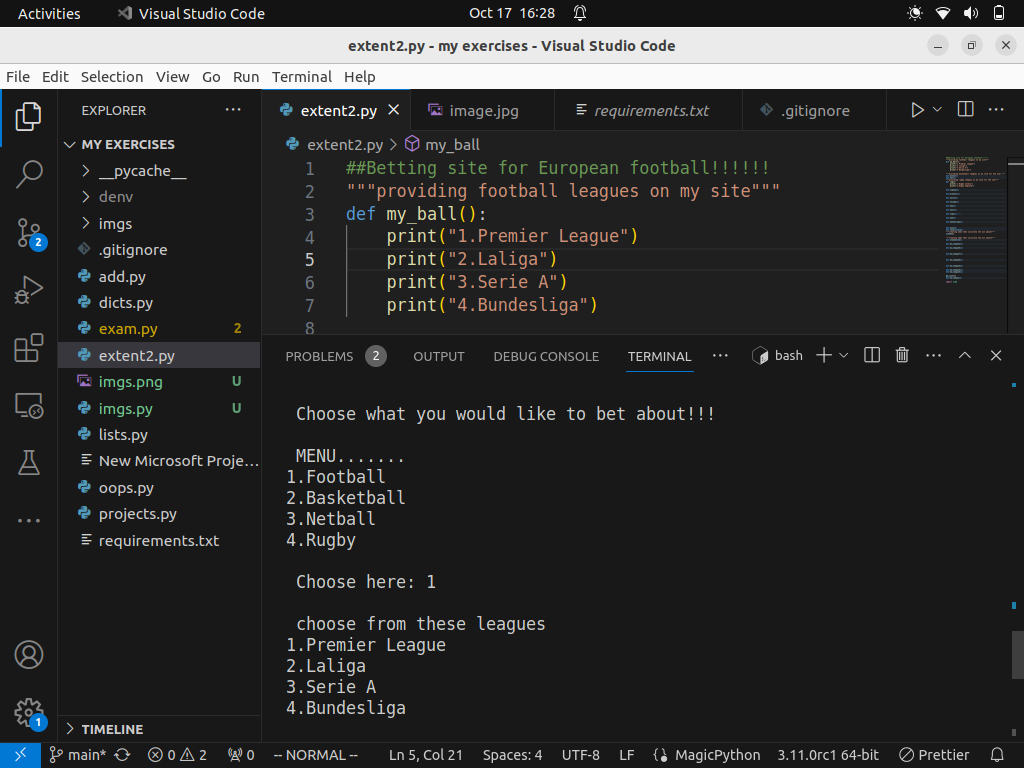 Activities Visual Studio Code Oct 17 16:28
extent2.py - my exercises - Visual Studio Code
File Edit Selection View Go Run Terminal Help
EXPLORER
MY EXERCISES
__pycache__
denv
imgs
.gitignore
add.py
dicts.py
exam.py 2
extent2.py
imgs.png U
imgs.py U
lists.py
New Microsoft Proje...
oops.py
projects.py
requirements.txt
TIMELINE
2
1
extent2.py image.jpg requirements.txt .gitignore
extent2.py > my_ball
1 ##Betting site for European football!!!!!!
2 """providing football leagues on my site"""
3 def my_ball():
4 print("1.Premier League")
5 print("2.Laliga")
6 print("3.Serie A")
7 print("4.Bundesliga")
8
PROBLEMS 2 OUTPUT DEBUG CONSOLE TERMINAL bash
Choose what you would like to bet about!!!
MENU.......
1.Football
2.Basketball
3.Netball
4.Rugby
Choose here: 1
choose from these leagues
1.Premier League
2.Laliga
3.Serie A
4.Bundesliga
main* 0 2 0 -- NORMAL -- Ln 5, Col 21 Spaces: 4 UTF-8 LF MagicPython 3.11.0rc1 64-bit Prettier